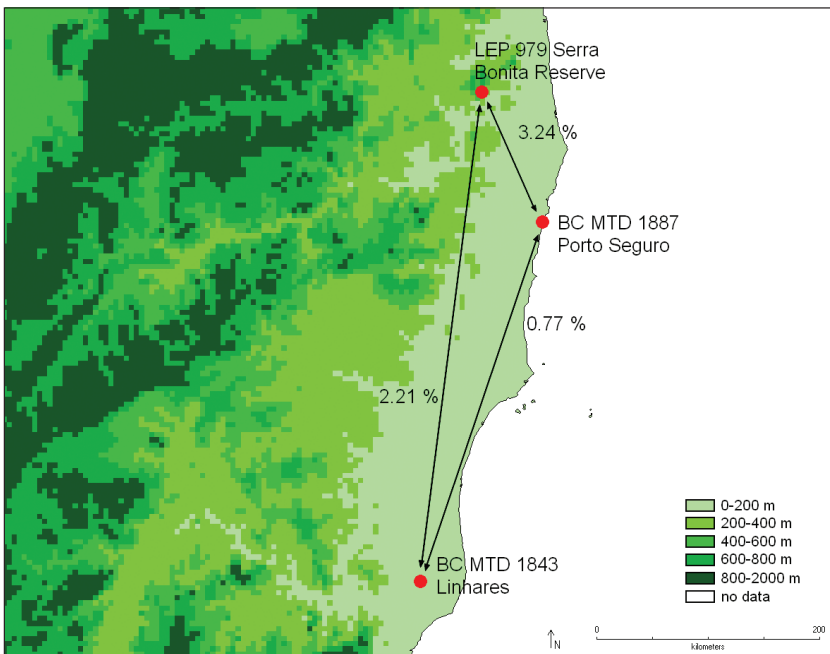 LEP 979 Serra
Bonita Reserve
3.24 %
BC MTD 1887
Porto Seguro
0.77 %
2.21 %
BC MTD 1843
Linhares
0-200 m
200-400 m
400-600 m
600-800 m
800-2000 m
no data
N
0
200
kilometers